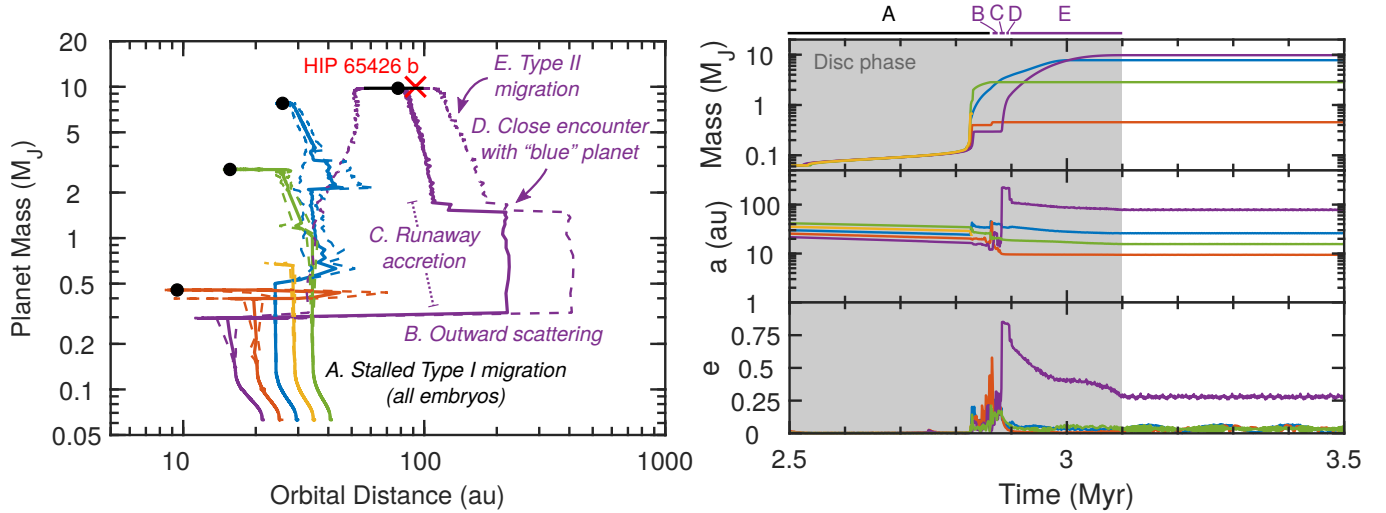 20
10
5
2
1
0.5
0.2
0.1
0.05
Planet Mass (M_J)
10
100
1000
Orbital Distance (au)
HIP 65426 b
E. Type II
migration
D. Close encounter
with "blue" planet
C. Runaway
accretion
B. Outward scattering
A. Stalled Type I migration
(all embryos)
A
B
C
D
E
Disc phase
10
1
0.1
Mass (M_J)
100
10
1
a (au)
0.75
0.5
0.25
0
e
2.5
3
3.5
Time (Myr)